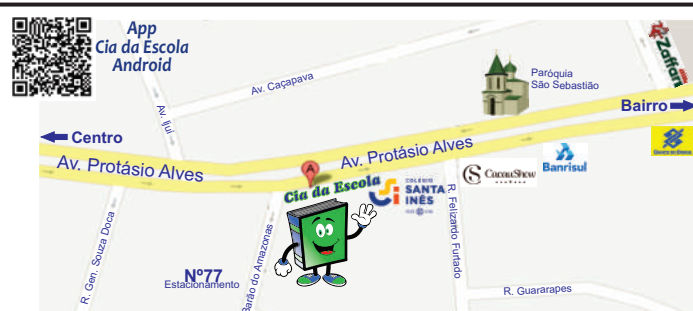 App
Cia da Escola
Android
Av. Caçapava
Av. Ijuí
Paróquia
São Sebastião
Zaffari
Bairro
Centro
Av. Protásio Alves
Av. Protásio Alves
A
Cia da Escola
COLÉGIO
SANTA
INÊS
CacauShow
Banrisul
R. Gen. Souza Doca
Barão do Amazonas
R. Felizardo Furtado
Nº77
Estacionamento
R. Guararapes